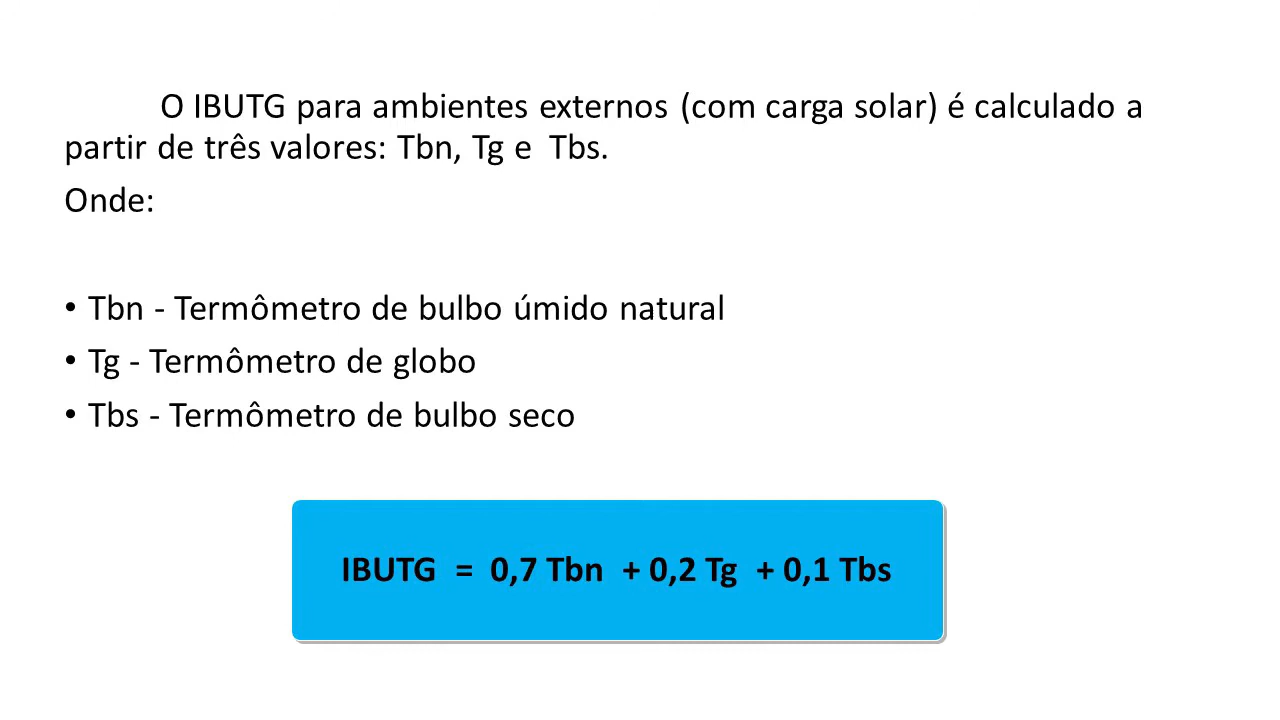 O IBUTG para ambientes externos (com carga solar) é calculado a
partir de três valores: Tbn, Tg e Tbs.
Onde:
• Tbn - Termômetro de bulbo úmido natural
• Tg - Termômetro de globo
• Tbs - Termômetro de bulbo seco
IBUTG = 0,7 Tbn + 0,2 Tg + 0,1 Tbs